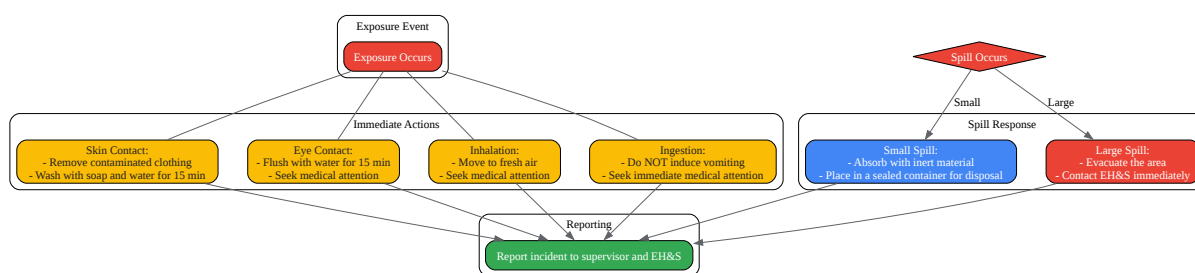 Exposure Event
Exposure Occurs
Spill Occurs
Small
Large
Immediate Actions
Skin Contact:
- Remove contaminated clothing
- Wash with soap and water for 15 min
Eye Contact:
- Flush with water for 15 min
- Seek medical attention
Inhalation:
- Move to fresh air
- Seek medical attention
Ingestion:
- Do NOT induce vomiting
- Seek immediate medical attention
Spill Response
Small Spill:
- Absorb with inert material
- Place in a sealed container for disposal
Large Spill:
- Evacuate the area
- Contact EH&S immediately
Reporting
Report incident to supervisor and EH&S